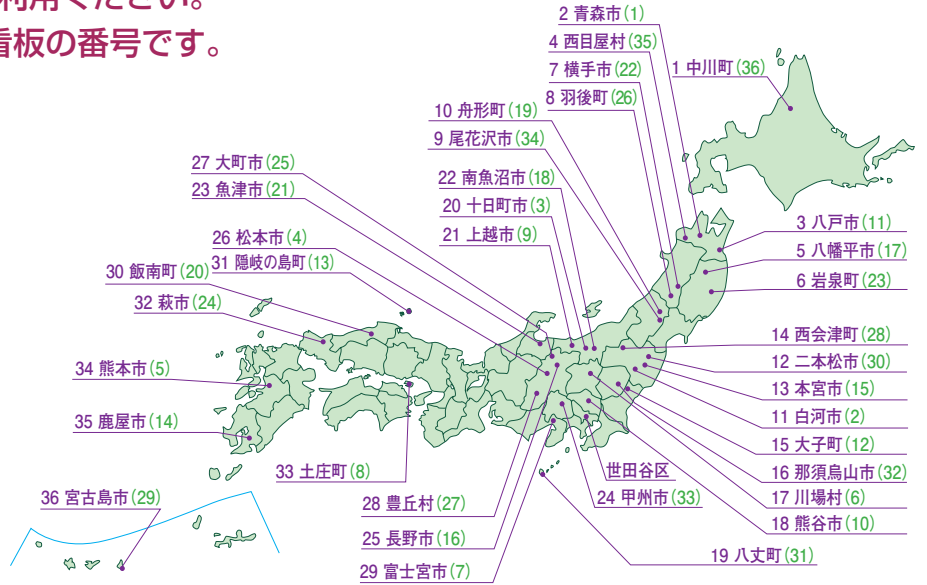 利用ください。
看板の番号です。
2 青森市(1)
4 西目屋村(35)
7 横手市(22)
8 羽後町(26)
1 中川町(36)
10 舟形町(19)
9 尾花沢市(34)
27 大町市(25)
23 魚津市(21)
22 南魚沼市(18)
20 十日町市(3)
21 上越市(9)
26 松本市(4)
31 隠岐の島町(13)
30 飯南町(20)
32 萩市(24)
3 八戸市(11)
5 八幡平市(17)
6 岩泉町(23)
14 西会津町(28)
12 二本松市(30)
13 本宮市(15)
11 白河市(2)
15 大子町(12)
16 那須烏山市(32)
17 川場村(6)
18 熊谷市(10)
19 八丈町(31)
34 熊本市(5)
35 鹿屋市(14)
33 土庄町(8)
36 宮古島市(29)
世田谷区
24 甲州市(33)
28 豊丘村(27)
25 長野市(16)
29 富士宮市(7)